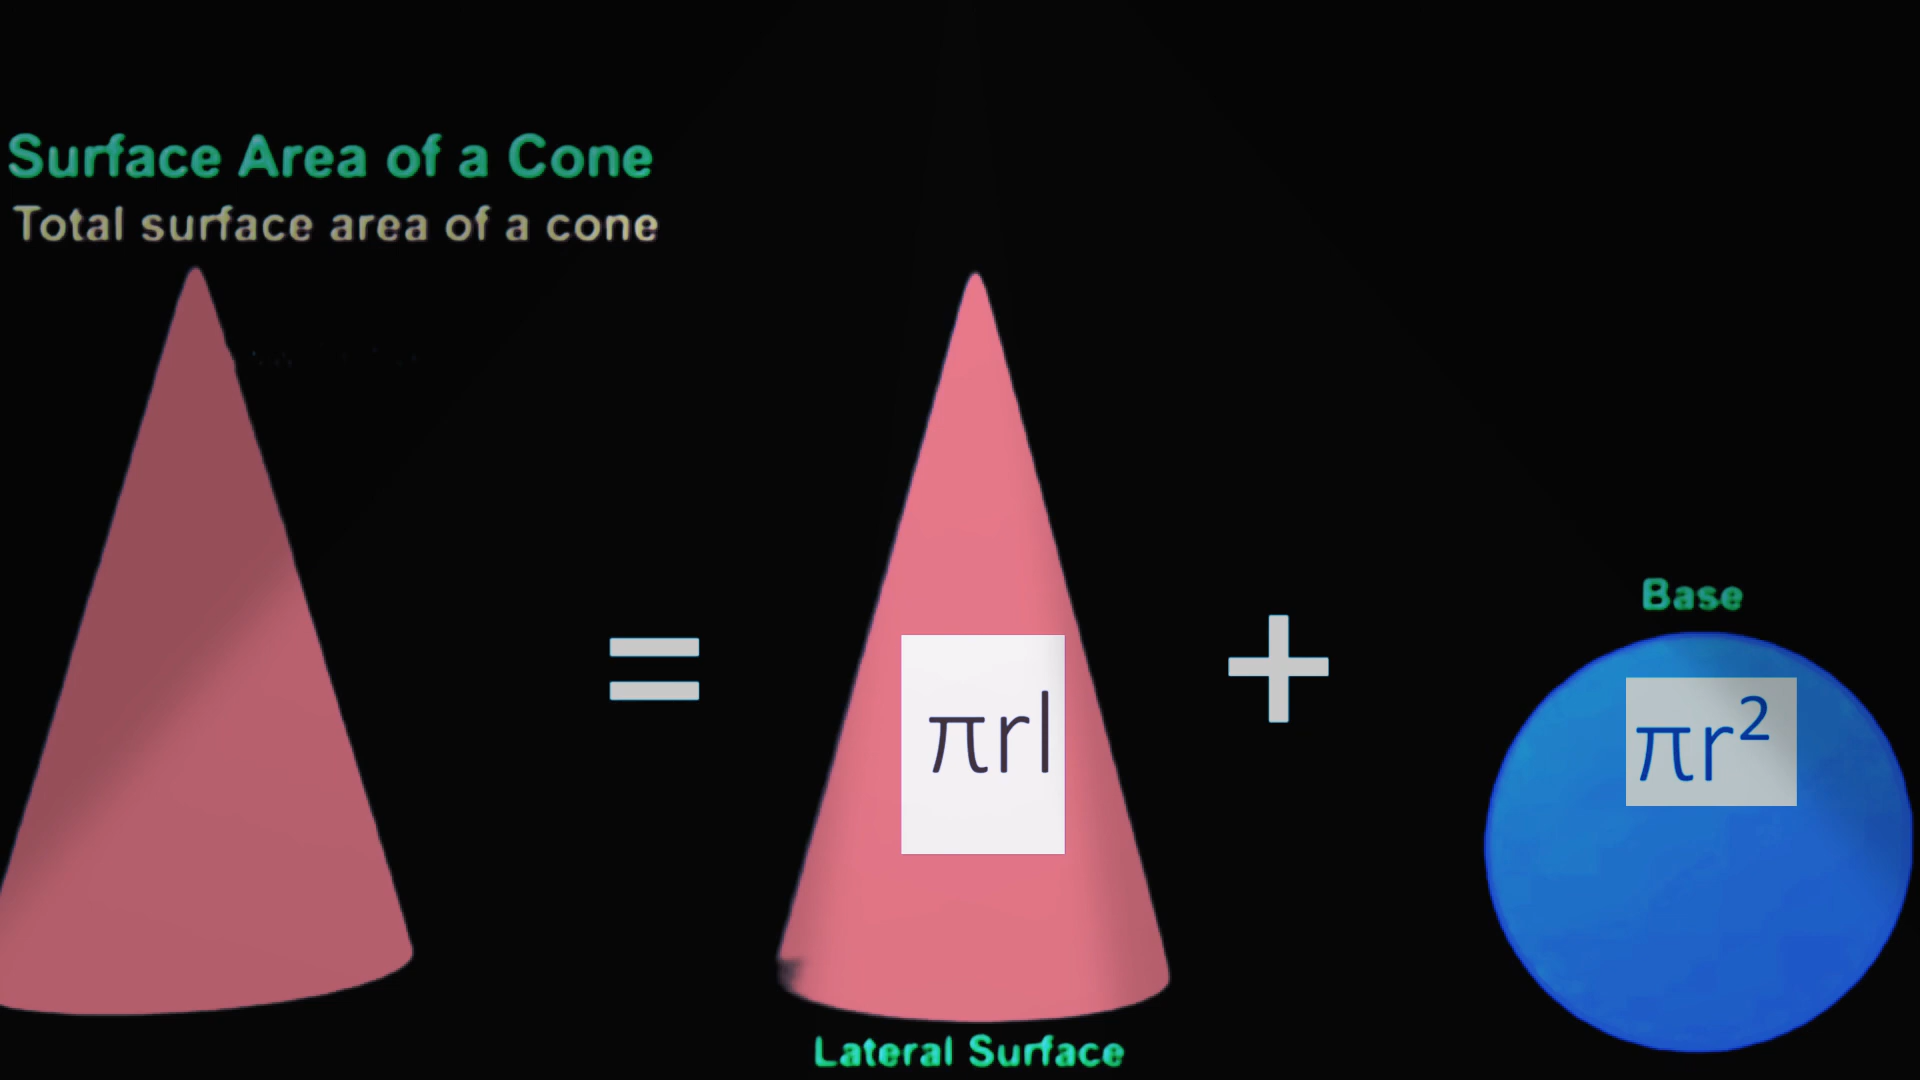 Surface Area of a Cone
Total surface area of a cone
=
πrl
+
Base
πr²
Lateral Surface